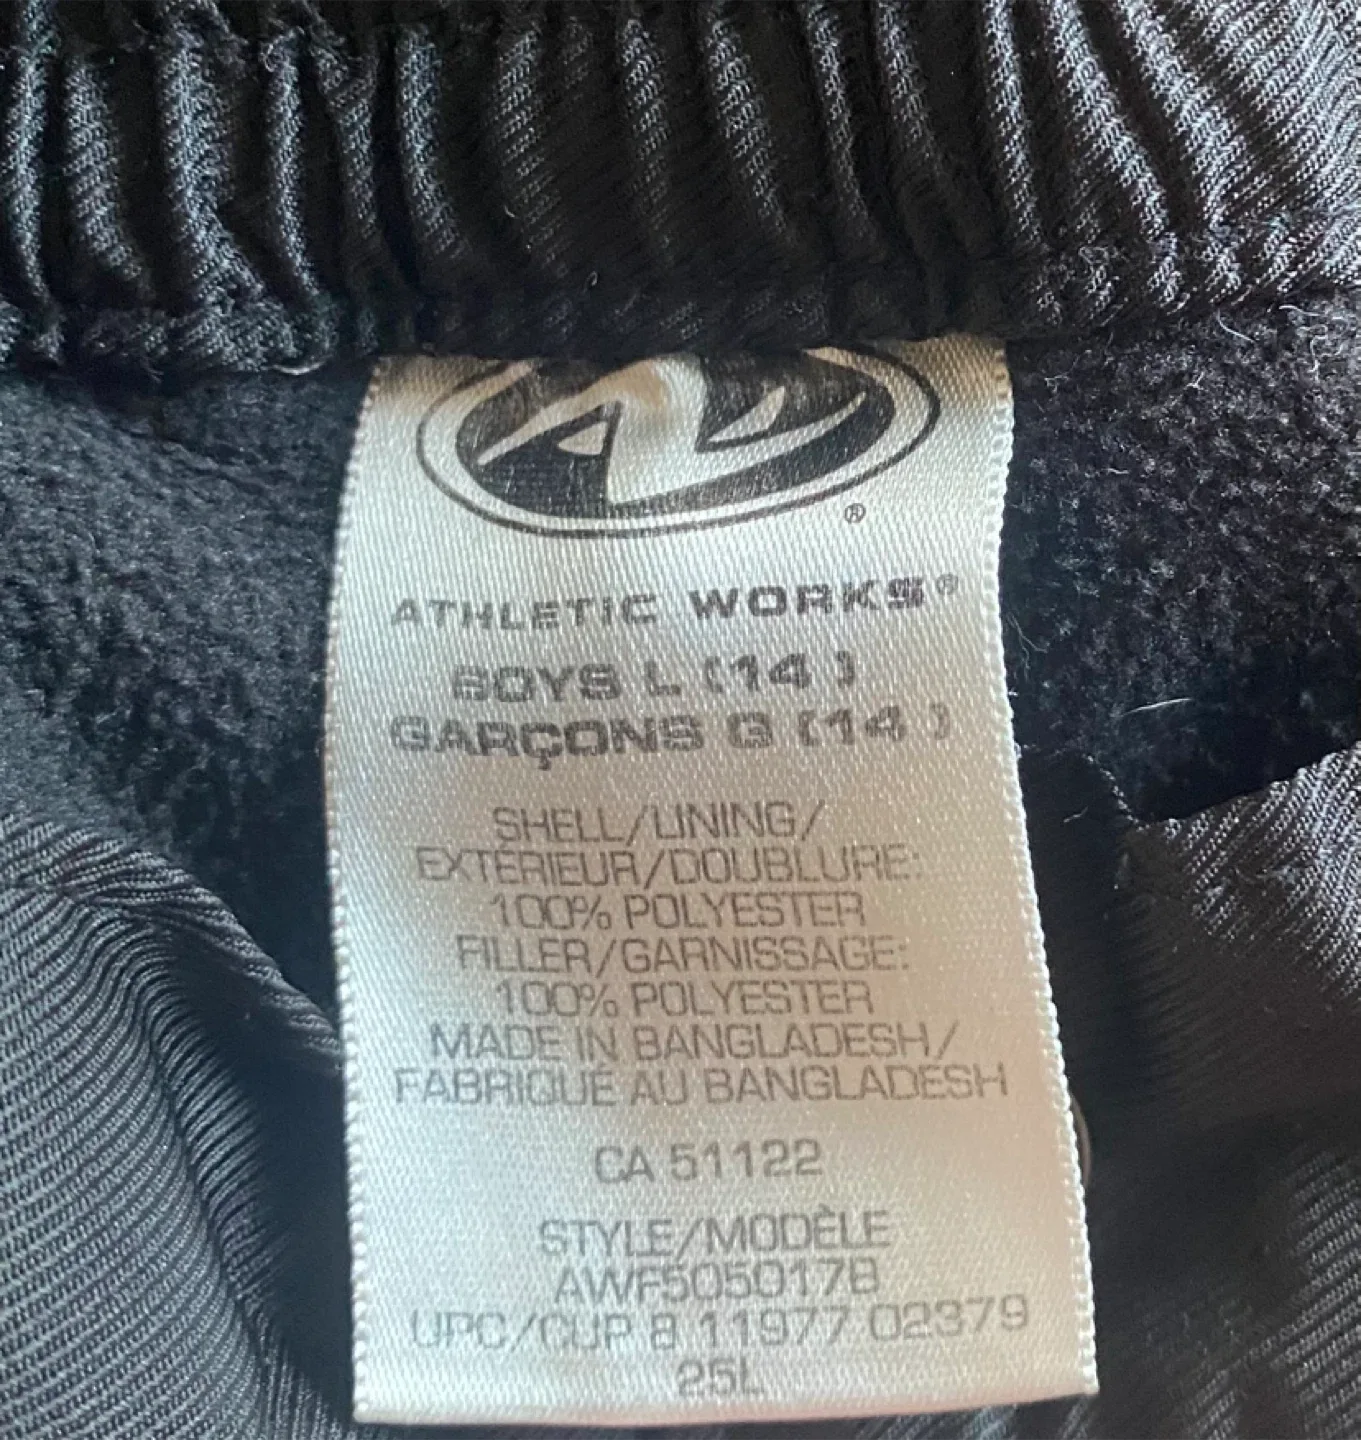 AW®
ATHLETIC WORKS®
BOYS L (14)
GARÇONS G (14)
SHELL/LINING/
EXTÉRIEUR/DOUBLURE:
100% POLYESTER
FILLER/GARNISSAGE:
100% POLYESTER
MADE IN BANGLADESH/
FABRIQUÉ AU BANGLADESH
CA 51122
STYLE/MODÈLE
AWF505017B
UPC/CUP 8 11977 02379
25L